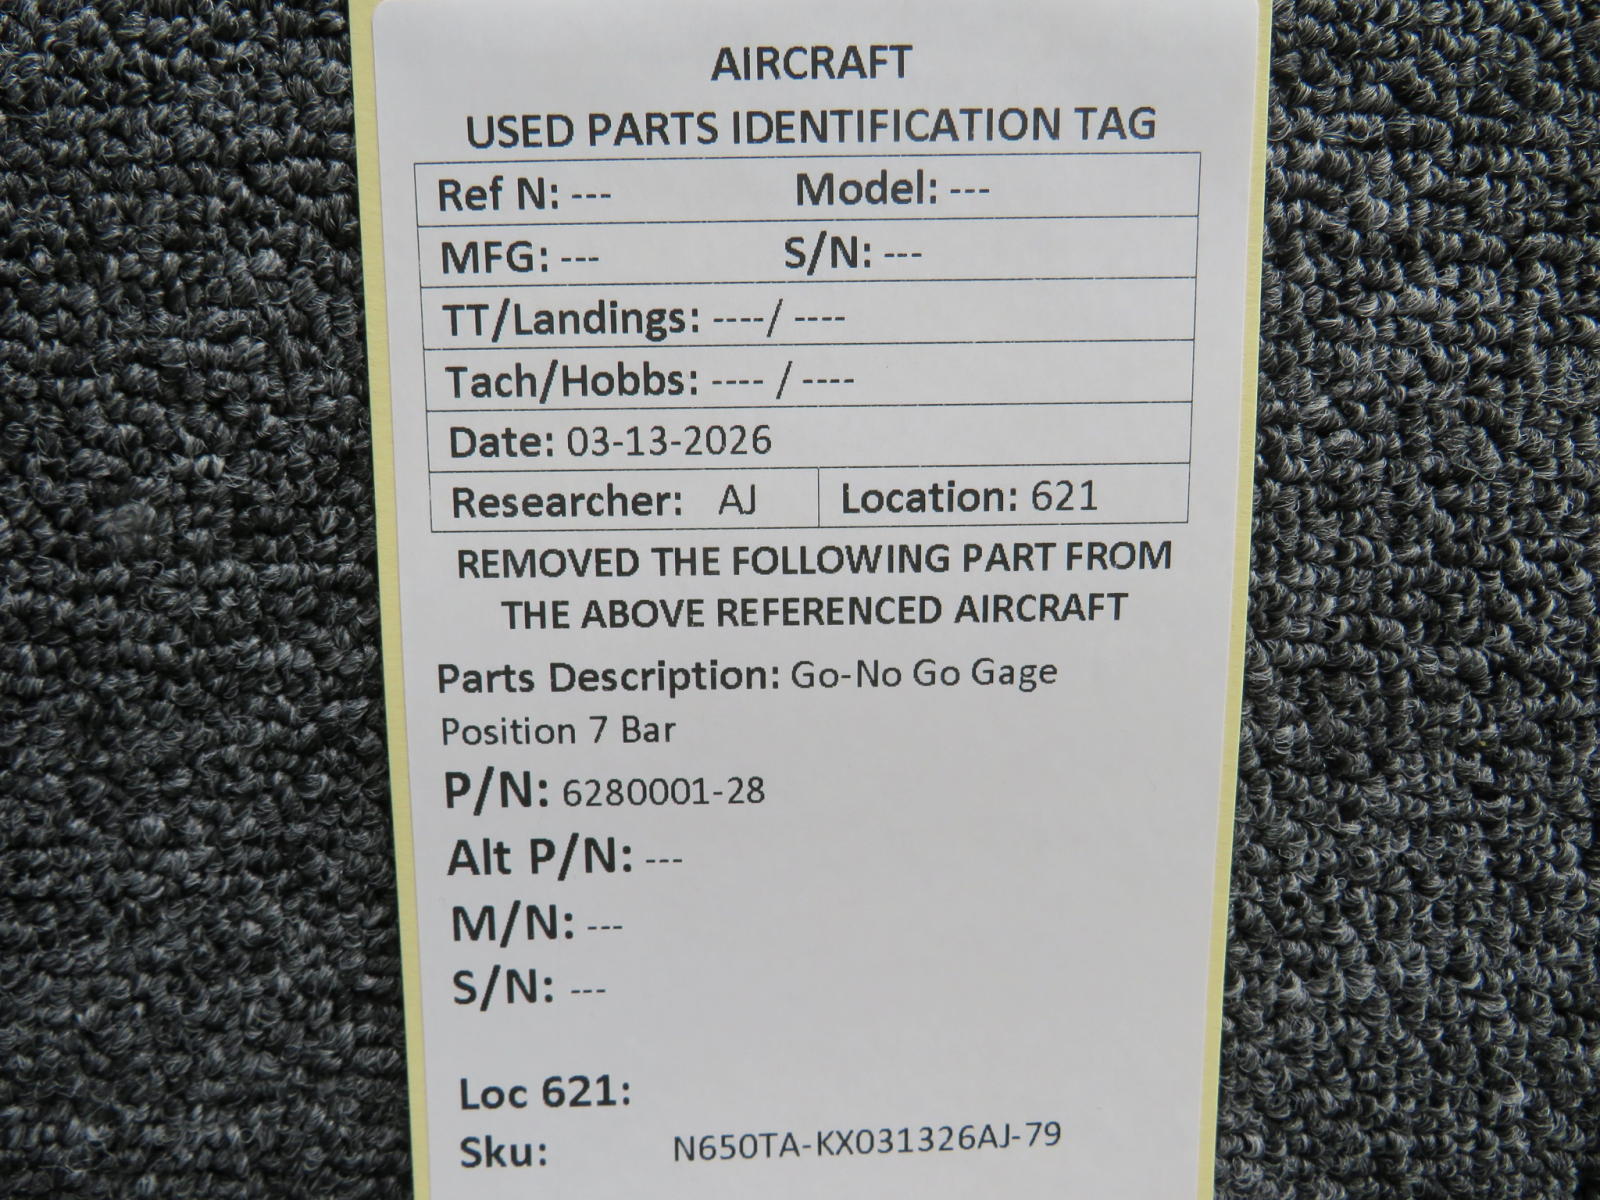 AIRCRAFT
USED PARTS IDENTIFICATION TAG
Ref N: --- Model: ---
MFG: --- S/N: ---
TT/Landings: ----/ ----
Tach/Hobbs: ---- / ----
Date: 03-13-2026
Researcher: AJ Location: 621
REMOVED THE FOLLOWING PART FROM
THE ABOVE REFERENCED AIRCRAFT
Parts Description: Go-No Go Gage
Position 7 Bar
P/N: 6280001-28
Alt P/N: ---
M/N: ---
S/N: ---
Loc 621:
Sku: N650TA-KX031326AJ-79